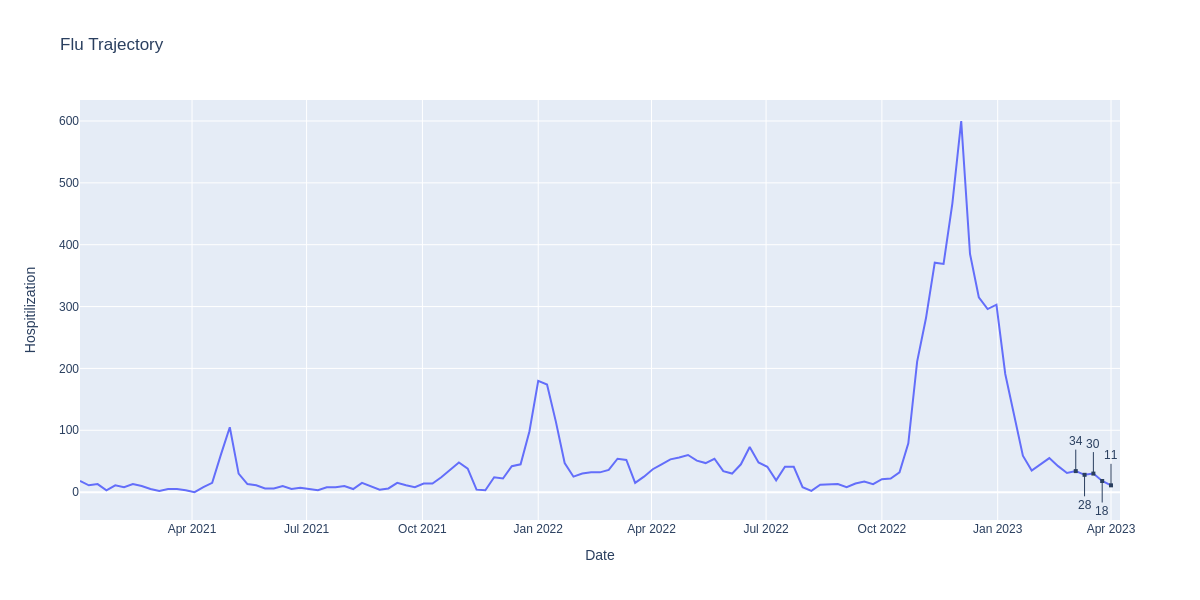 Flu Trajectory
600
500
400
300
200
100
0
Hospitilization
34
30
11
28
18
Apr 2021
Jul 2021
Oct 2021
Jan 2022
Apr 2022
Jul 2022
Oct 2022
Jan 2023
Apr 2023
Date